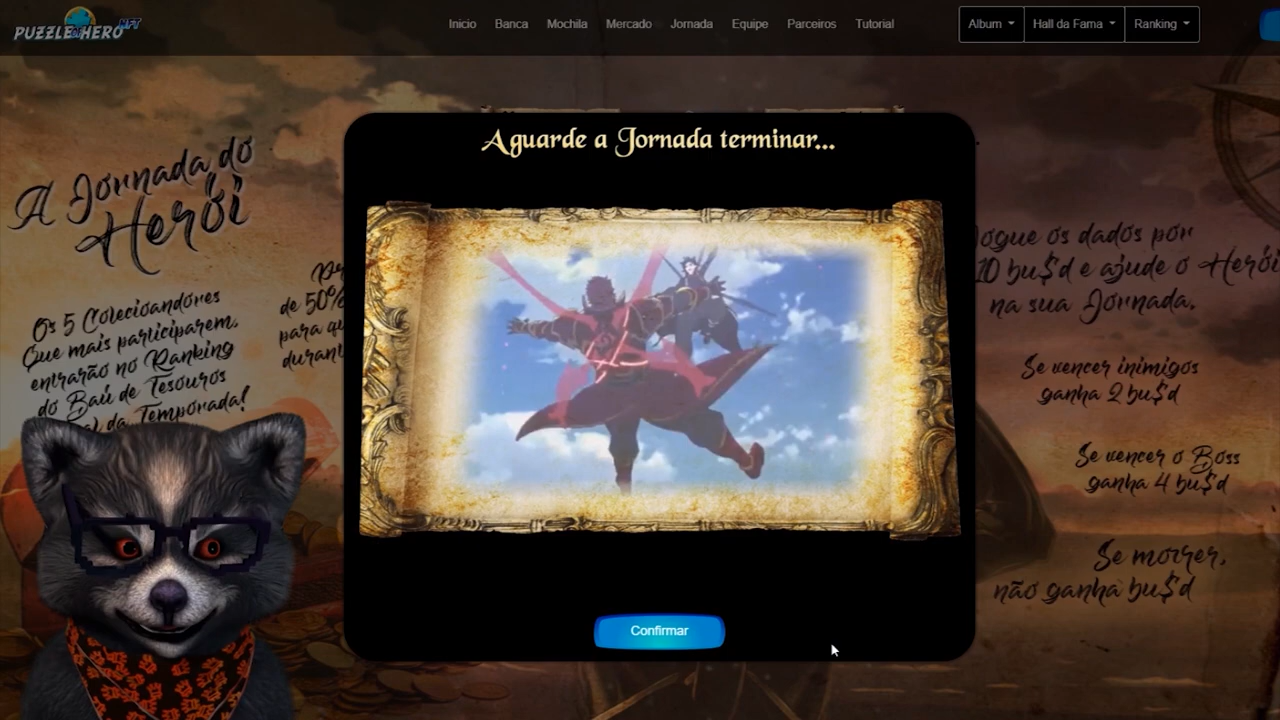 PUZZLE OF HERO NFT
Inicio
Banca
Mochila
Mercado
Jornada
Equipe
Parceiros
Tutorial
Album
Hall da Fama
Ranking
Aguarde a Jornada terminar...
A Jornada do
Herói
Os 5 Colecioandores
Que mais participarem,
entrarão no Ranking
do Baú de Tesouros
da Temporada!
de 50%
Jogue os dados por
10 bu$d e ajude o Herói
na sua Jornada,
Se vencer inimigos
ganha 2 bu$d
Se vencer o Boss
ganha 4 bu$d
Se morrer,
não ganha bu$d
Confirmar